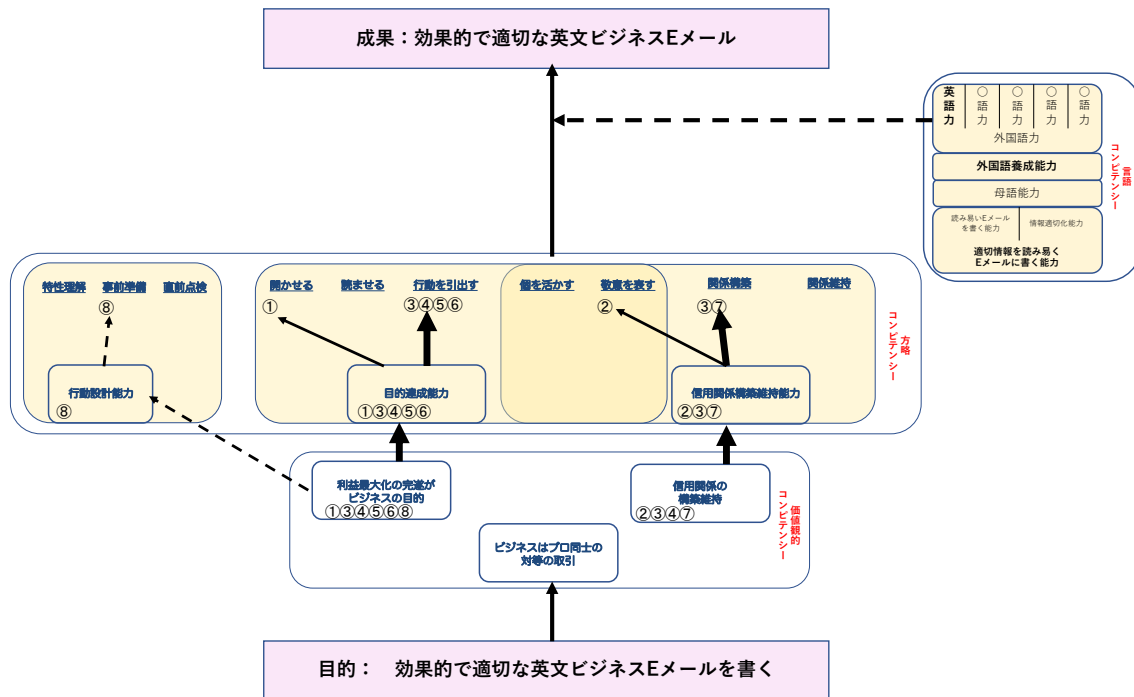 成果：効果的で適切な英文ビジネスEメール
英語力
○語力
○語力
○語力
○語力
外国語力
外国語養成能力
母語能力
読み易いEメール
を書く能力
情報適切化能力
適切情報を読み易く
Eメールに書く能力
言語
コンピテンシー
特性理解 事前準備 直前点検
⑧
行動設計能力
⑧
開かせる 読ませる 行動を引出す
①
③④⑤⑥
目的達成能力
①③④⑤⑥
個を活かす 敬意を表す
②
関係構築 関係維持
③⑦
信用関係構築維持能力
②③⑦
方略
コンピテンシー
利益最大化の完遂が
ビジネスの目的
①③④⑤⑥⑧
信用関係の
構築維持
②③④⑦
ビジネスはプロ同士の
対等の取引
価値観的
コンピテンシー
目的：　効果的で適切な英文ビジネスEメールを書く